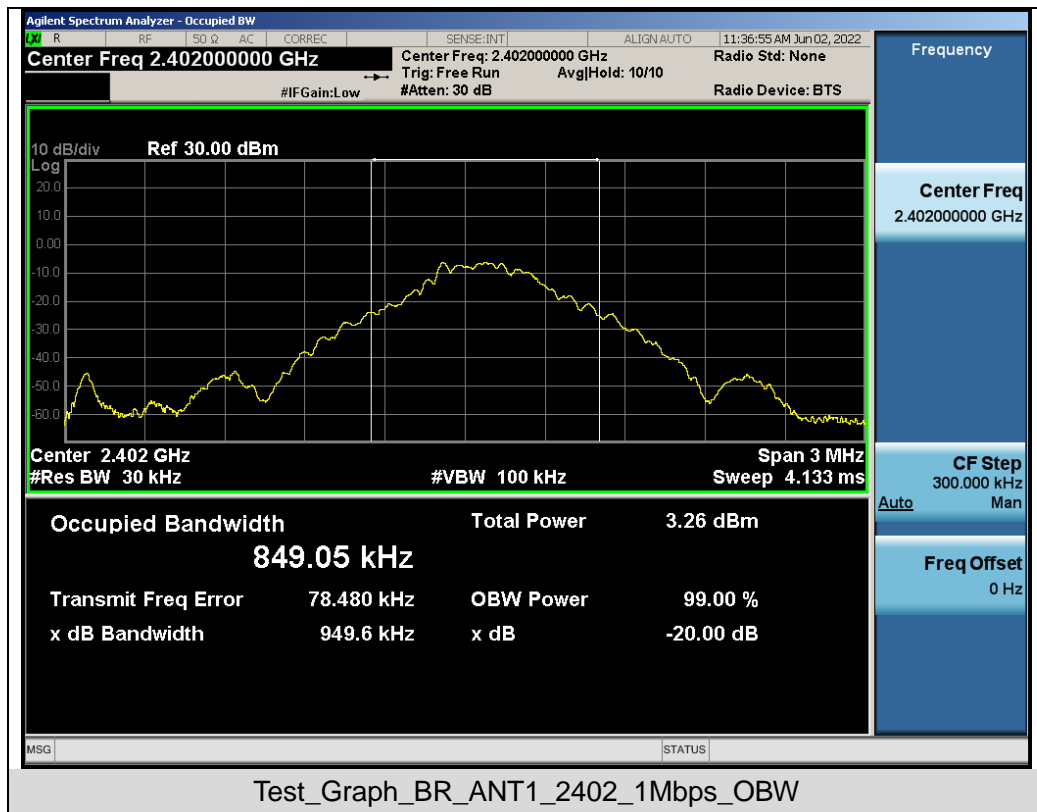 Agilent Spectrum Analyzer - Occupied BW
LXI R RF 50 Ω AC CORREC SENSE:INT ALIGN AUTO 11:36:55 AM Jun 02, 2022
Center Freq 2.402000000 GHz
Center Freq: 2.402000000 GHz
Radio Std: None
Trig: Free Run Avg|Hold: 10/10
#IFGain:Low
#Atten: 30 dB
Radio Device: BTS
10 dB/div Ref 30.00 dBm
Log
20.0
10.0
0.00
-10.0
-20.0
-30.0
-40.0
-50.0
-60.0
Center 2.402 GHz Span 3 MHz
#Res BW 30 kHz #VBW 100 kHz Sweep 4.133 ms
Occupied Bandwidth Total Power 3.26 dBm
849.05 kHz
Transmit Freq Error 78.480 kHz OBW Power 99.00 %
x dB Bandwidth 949.6 kHz x dB -20.00 dB
Frequency
Center Freq
2.402000000 GHz
CF Step
300.000 kHz
Auto Man
Freq Offset
0 Hz
MSG STATUS
Test_Graph_BR_ANT1_2402_1Mbps_OBW